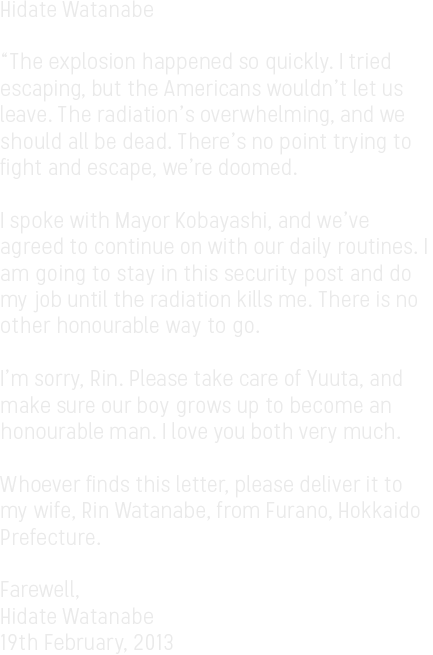 Hidate Watanabe
“The explosion happened so quickly. I tried
escaping, but the Americans wouldn’t let us
leave. The radiation’s overwhelming, and we
should all be dead. There’s no point trying to
fight and escape, we’re doomed.
I spoke with Mayor Kobayashi, and we’ve
agreed to continue on with our daily routines. I
am going to stay in this security post and do
my job until the radiation kills me. There is no
other honourable way to go.
I’m sorry, Rin. Please take care of Yuuta, and
make sure our boy grows up to become an
honourable man. I love you both very much.
Whoever finds this letter, please deliver it to
my wife, Rin Watanabe, from Furano, Hokkaido
Prefecture.
Farewell,
Hidate Watanabe
19th February, 2013